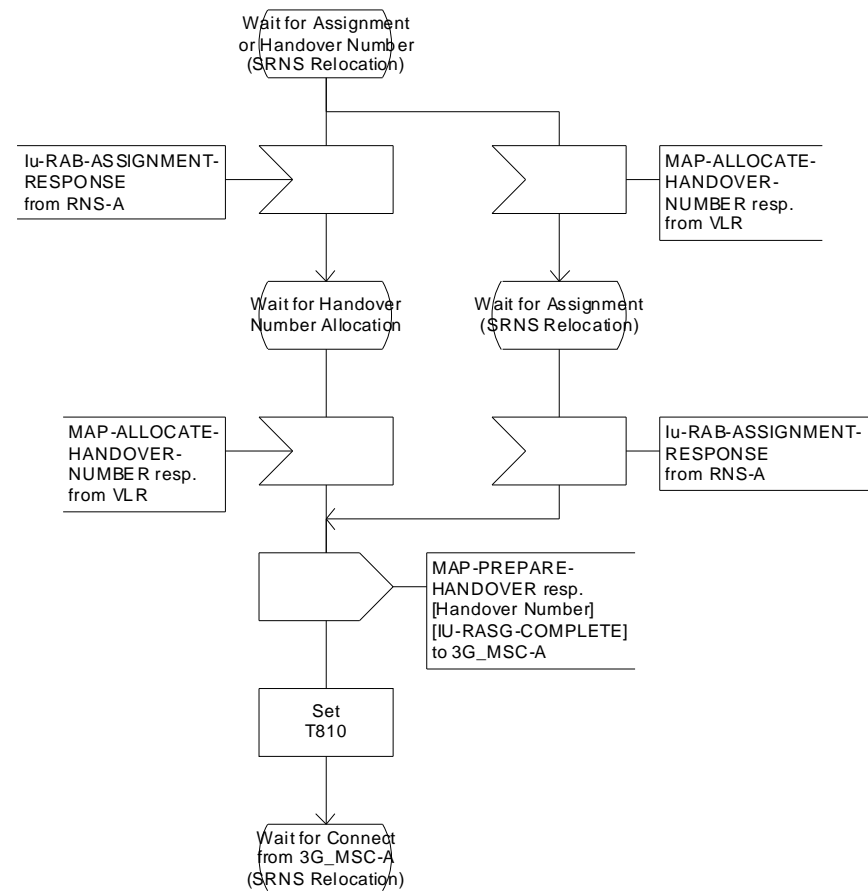 Wait for Assignment
or Handover Number
(SRNS Relocation)
Iu-RAB-ASSIGNMENT-
RESPONSE
from RNS-A
MAP-ALLOCATE-
HANDOVER-
NUMBER resp.
from VLR
Wait for Handover
Number Allocation
Wait for Assignment
(SRNS Relocation)
MAP-ALLOCATE-
HANDOVER-
NUMBER resp.
from VLR
Iu-RAB-ASSIGNMENT-
RESPONSE
from RNS-A
MAP-PREPARE-
HANDOVER resp.
[Handover Number]
[IU-RASG-COMPLETE]
to 3G_MSC-A
Set
T810
Wait for Connect
from 3G_MSC-A
(SRNS Relocation)